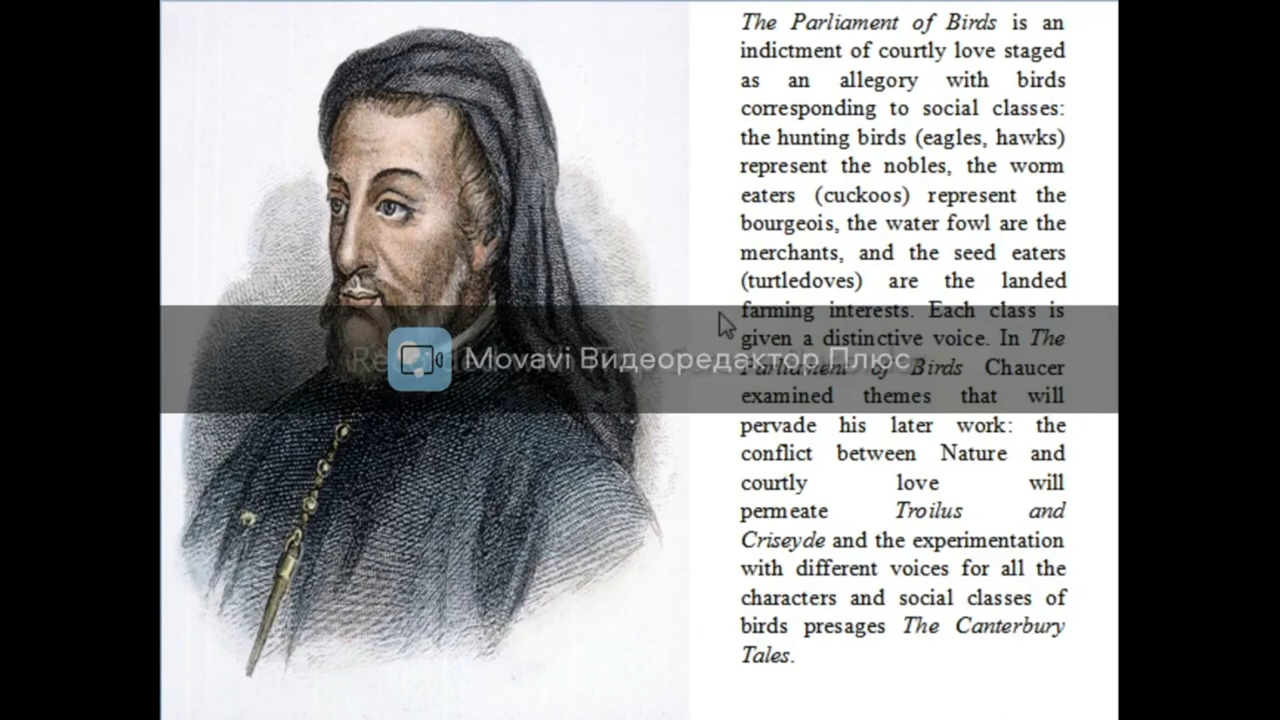 The Parliament of Birds is an
indictment of courtly love staged
as an allegory with birds
corresponding to social classes:
the hunting birds (eagles, hawks)
represent the nobles, the worm
eaters (cuckoos) represent the
bourgeois, the water fowl are the
merchants, and the seed eaters
(turtledoves) are the landed
farming interests. Each class is
given a distinctive voice. In The
Parliament of Birds Chaucer
examined themes that will
pervade his later work: the
conflict between Nature and
courtly love will
permeate Troilus and
Criseyde and the experimentation
with different voices for all the
characters and social classes of
birds presages The Canterbury
Tales.
Movavi Видеоредактор Плюс